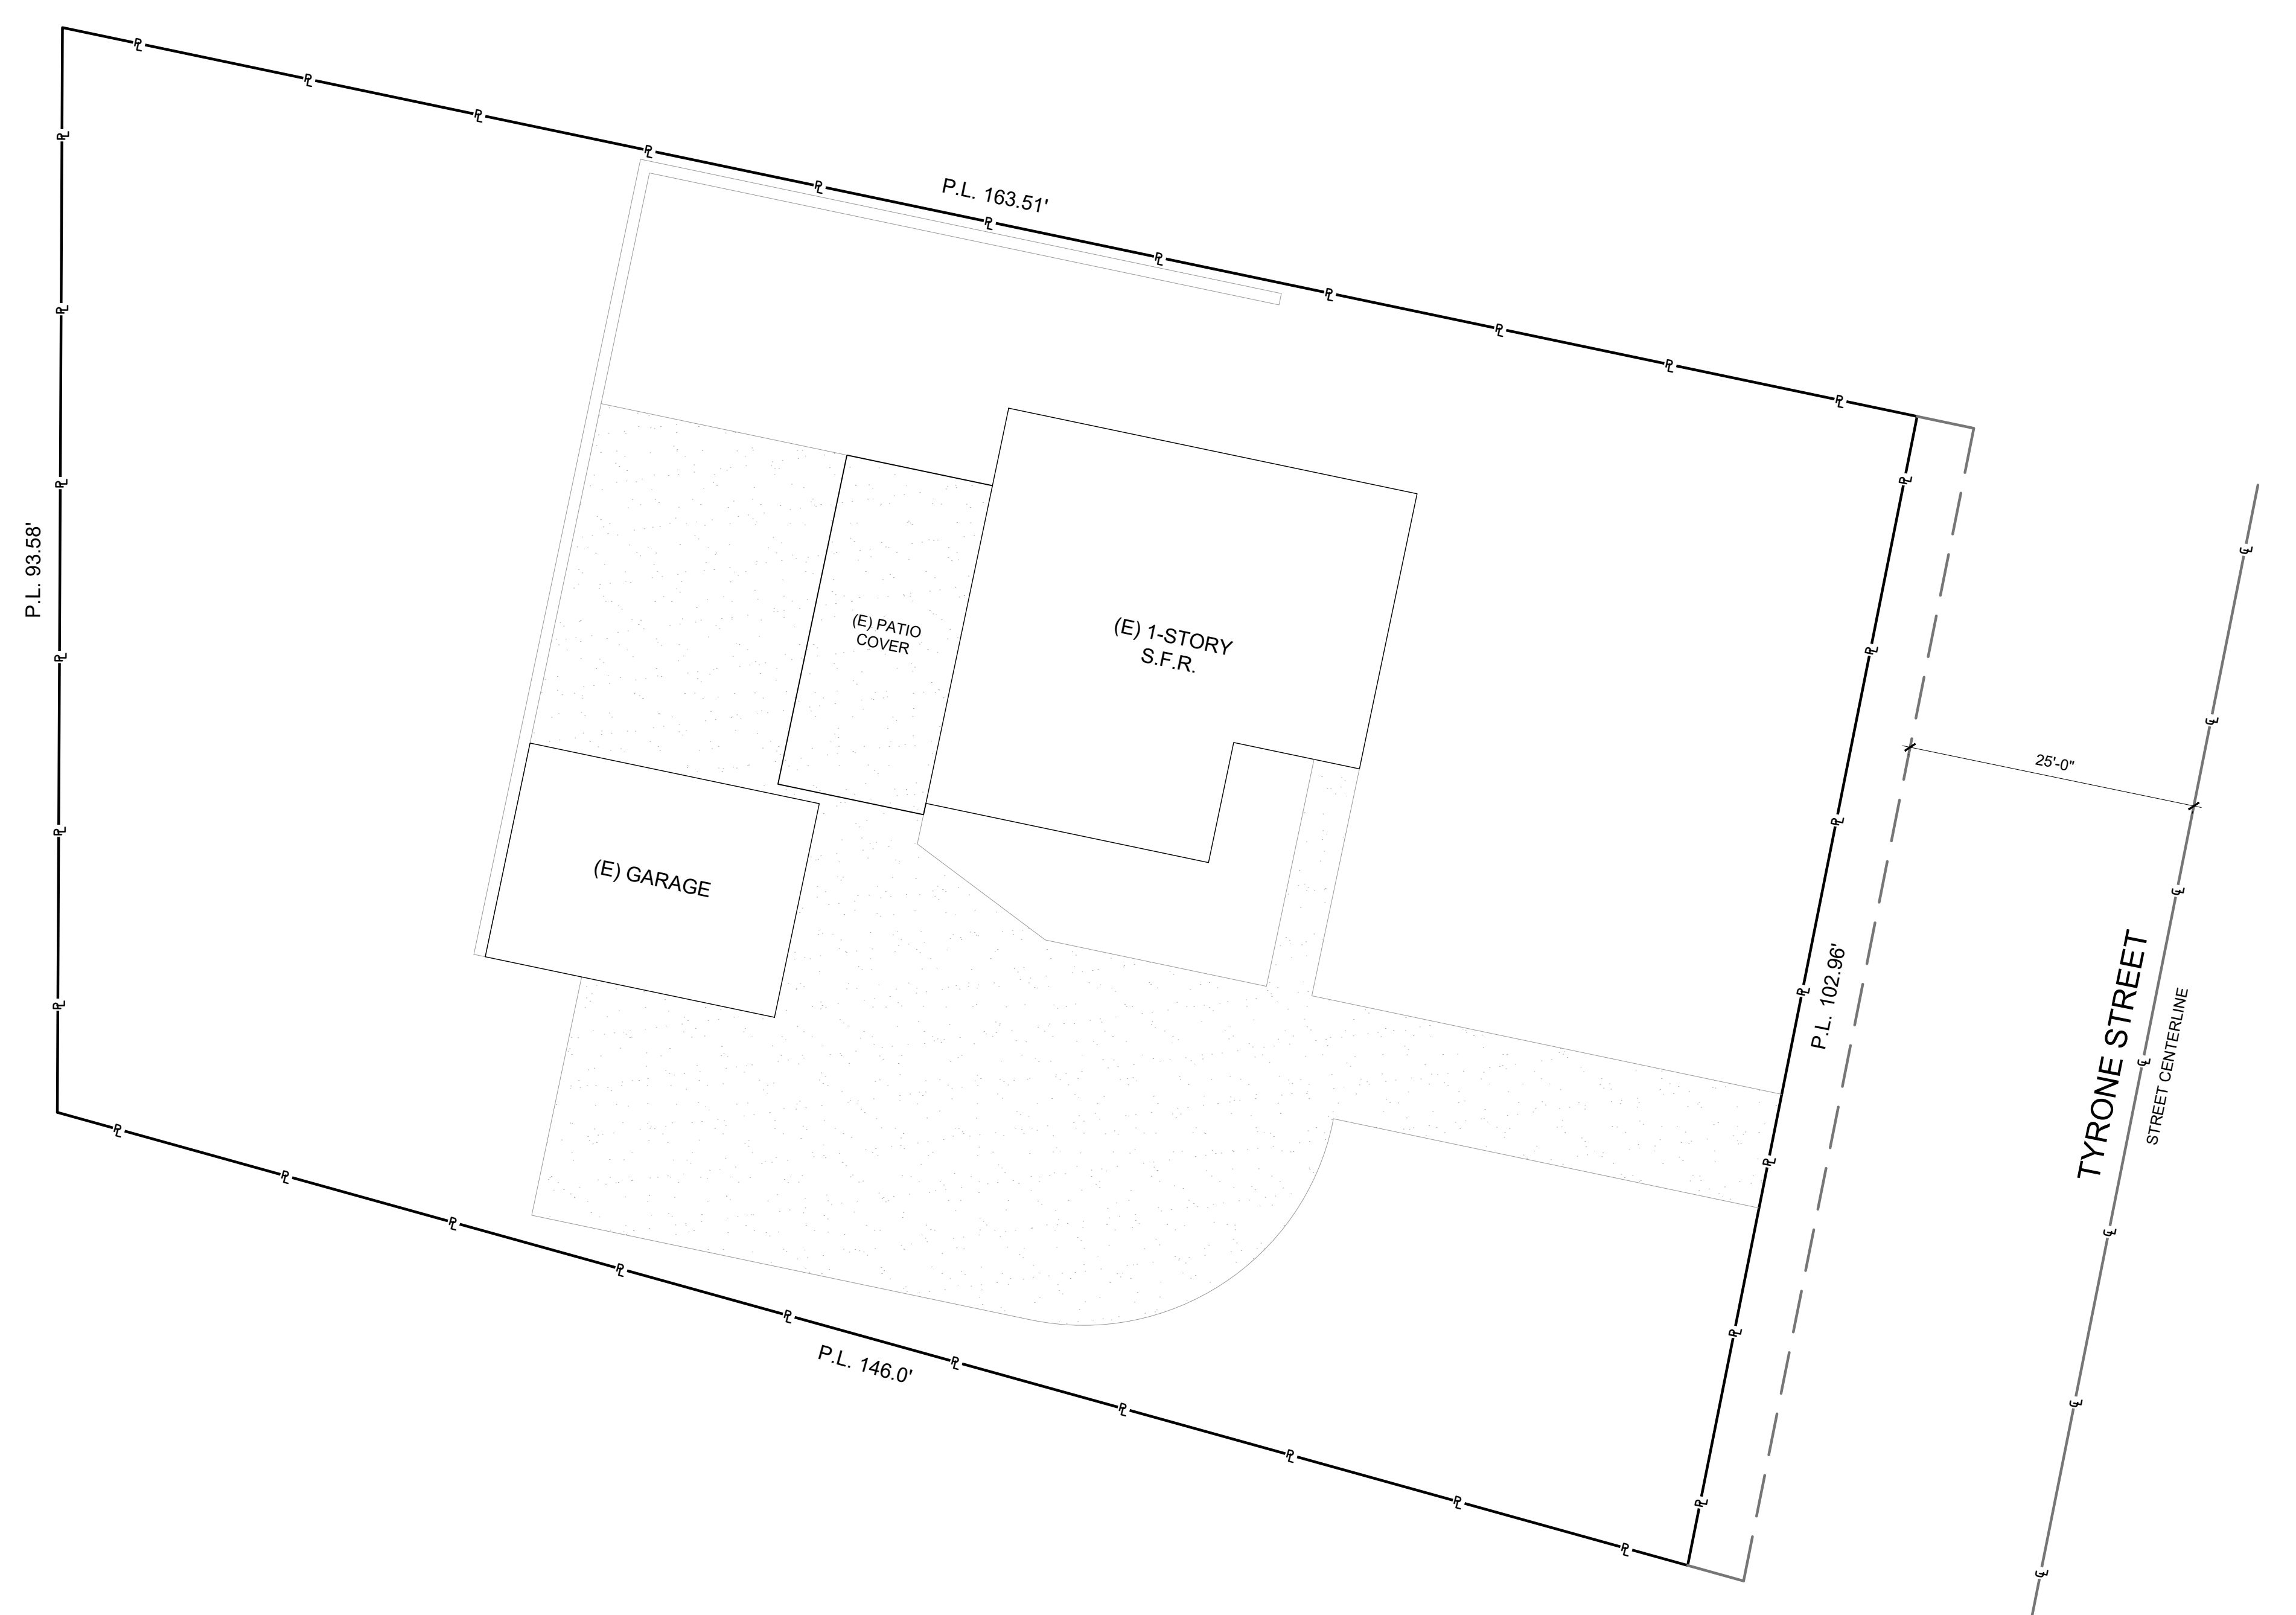 P.L. 163.51'
P.L. 93.58'
(E) PATIO
COVER
(E) 1-STORY
S.F.R.
25'-0"
(E) GARAGE
P.L. 102.96'
TYRONE STREET
STREET CENTERLINE
P.L. 146.0'